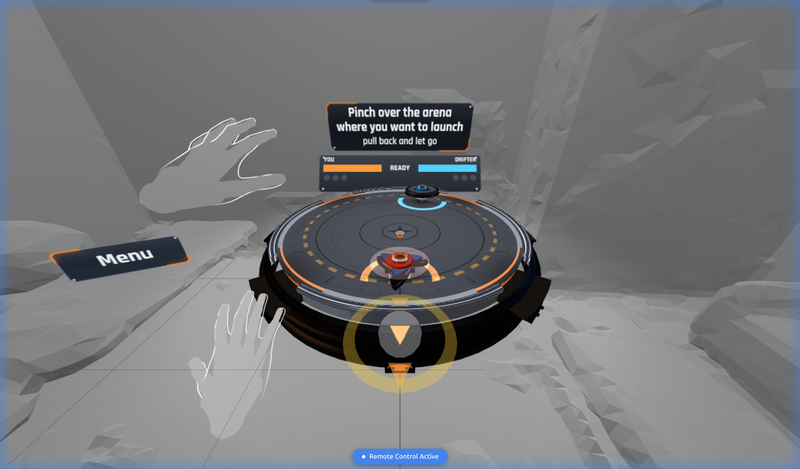 Pinch over the arena
where you want to launch
pull back and let go
YOU
READY
DRIFTER
Menu
Remote Control Active